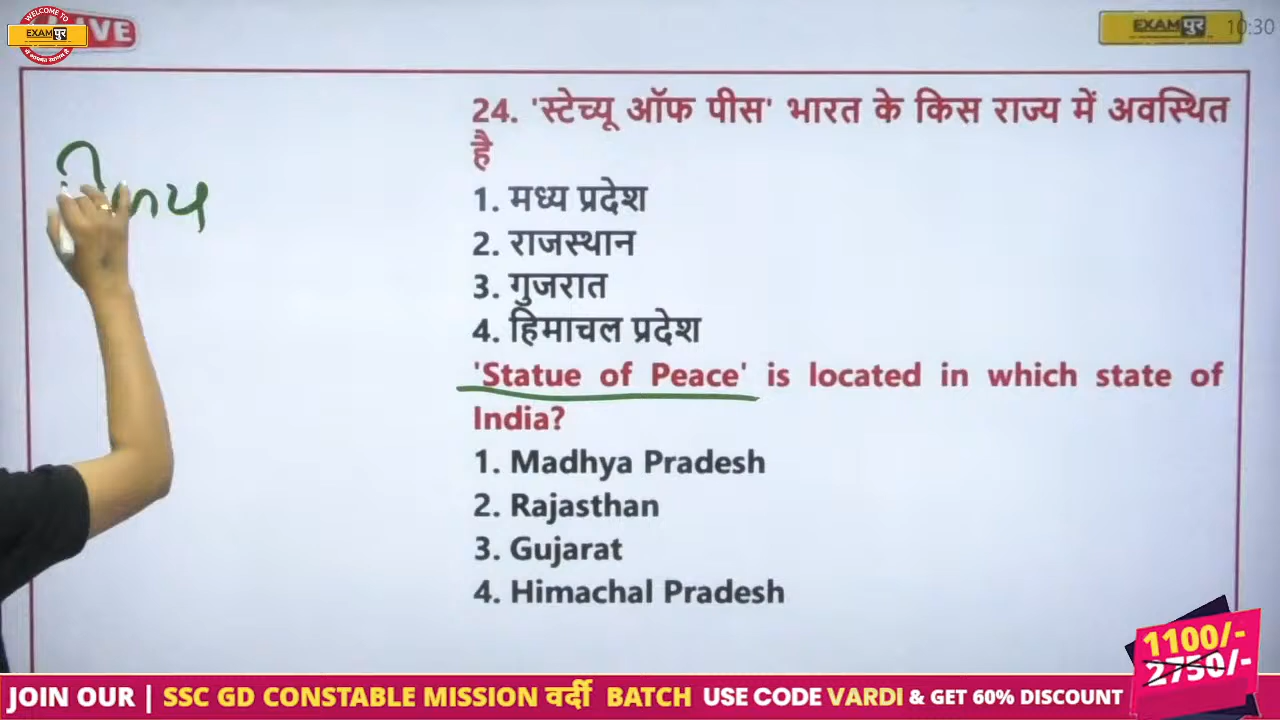 WELCOME TO
LIVE
EXAMपुर
EXAMपुर
10:30
24. 'स्टेच्यू ऑफ पीस' भारत के किस राज्य में अवस्थित
है
1. मध्य प्रदेश
2. राजस्थान
3. गुजरात
4. हिमाचल प्रदेश
'Statue of Peace' is located in which state of
India?
1. Madhya Pradesh
2. Rajasthan
3. Gujarat
4. Himachal Pradesh
1100/-
2750/-
JOIN OUR | SSC GD CONSTABLE MISSION वर्दी BATCH USE CODE VARDI & GET 60% DISCOUNT